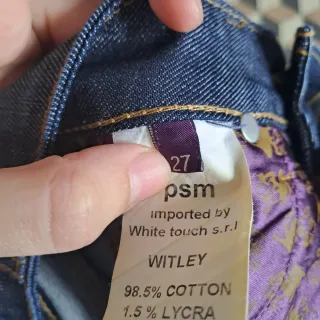 27
psm
imported by
White touch s.r.l
WITLEY
98.5% COTTON
1.5 % LYCRA